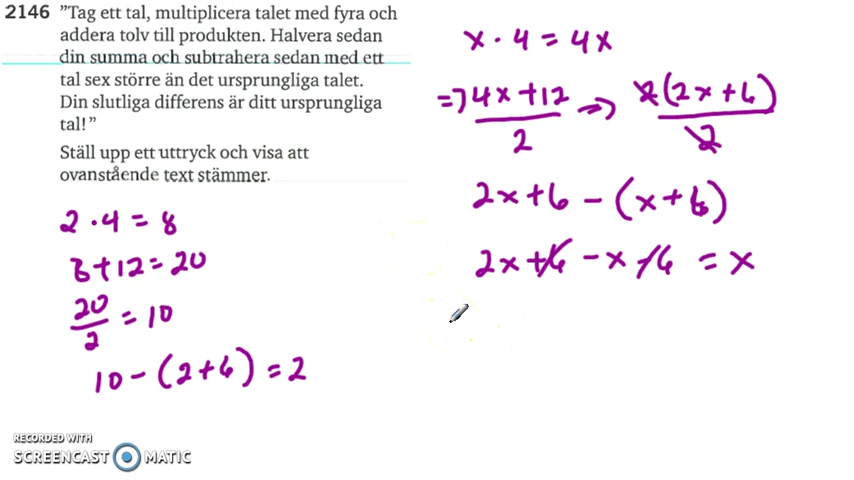 2146 ”Tag ett tal, multiplicera talet med fyra och
addera tolv till produkten. Halvera sedan
din summa och subtrahera sedan med ett
tal sex större än det ursprungliga talet.
Din slutliga differens är ditt ursprungliga
tal!”
Ställ upp ett uttryck och visa att
ovanstående text stämmer.
2 · 4 = 8
8 + 12 = 20
20/2 = 10
10 - (2+6) = 2
x · 4 = 4x
=> (4x + 12)/2 => 2(2x + 6)/2
2x + 6 - (x + 6)
2x + 6 - x - 6 = x
RECORDED WITH
SCREENCAST O MATIC